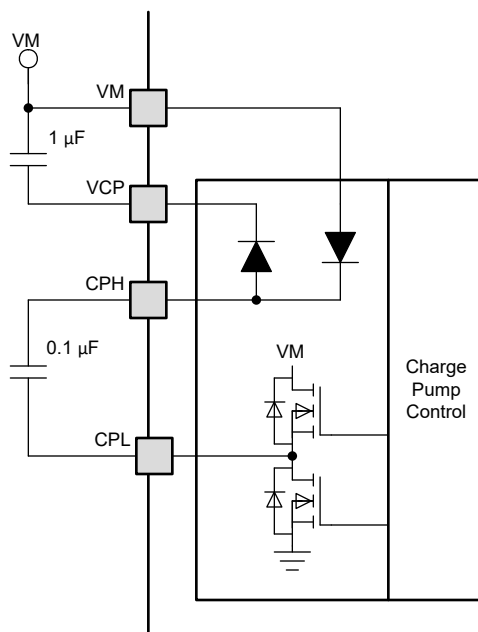 VM
VM
1 µF
VCP
CPH
0.1 µF
VM
Charge
Pump
Control
CPL